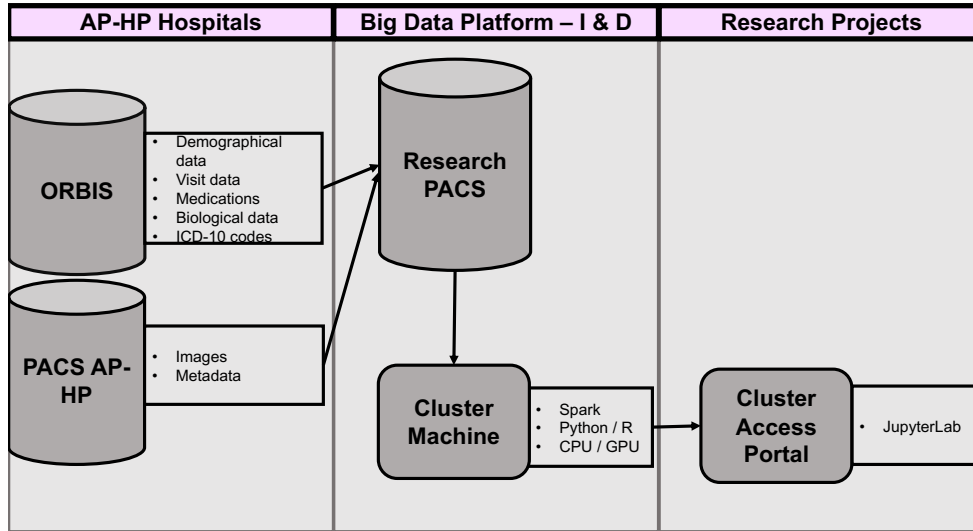 AP-HP Hospitals
Big Data Platform – I & D
Research Projects
ORBIS
• Demographical
data
• Visit data
• Medications
• Biological data
• ICD-10 codes
Research
PACS
PACS AP-
HP
• Images
• Metadata
Cluster
Machine
• Spark
• Python / R
• CPU / GPU
Cluster
Access
Portal
• JupyterLab